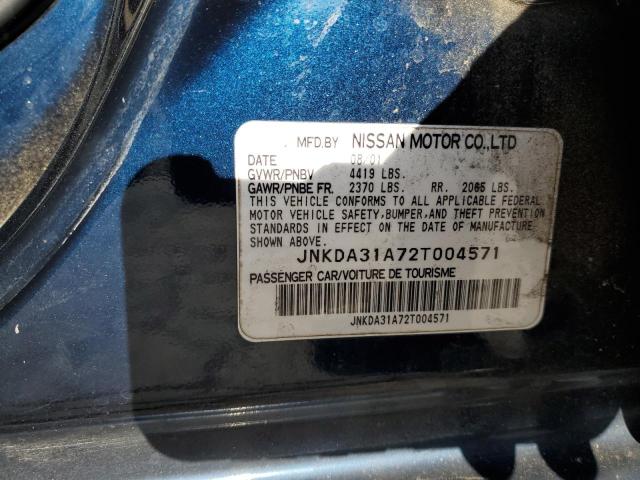 MFD.BY NISSAN MOTOR CO.,LTD
DATE 08/01
GVWR/PNBV 4419 LBS.
GAWR/PNBE FR. 2370 LBS. RR. 2065 LBS.
THIS VEHICLE CONFORMS TO ALL APPLICABLE FEDERAL
MOTOR VEHICLE SAFETY,BUMPER,AND THEFT PREVENTION
STANDARDS IN EFFECT ON THE DATE OF MANUFACTURE
SHOWN ABOVE.
JNKDA31A72T004571
PASSENGER CAR/VOITURE DE TOURISME
JNKDA31A72T004571